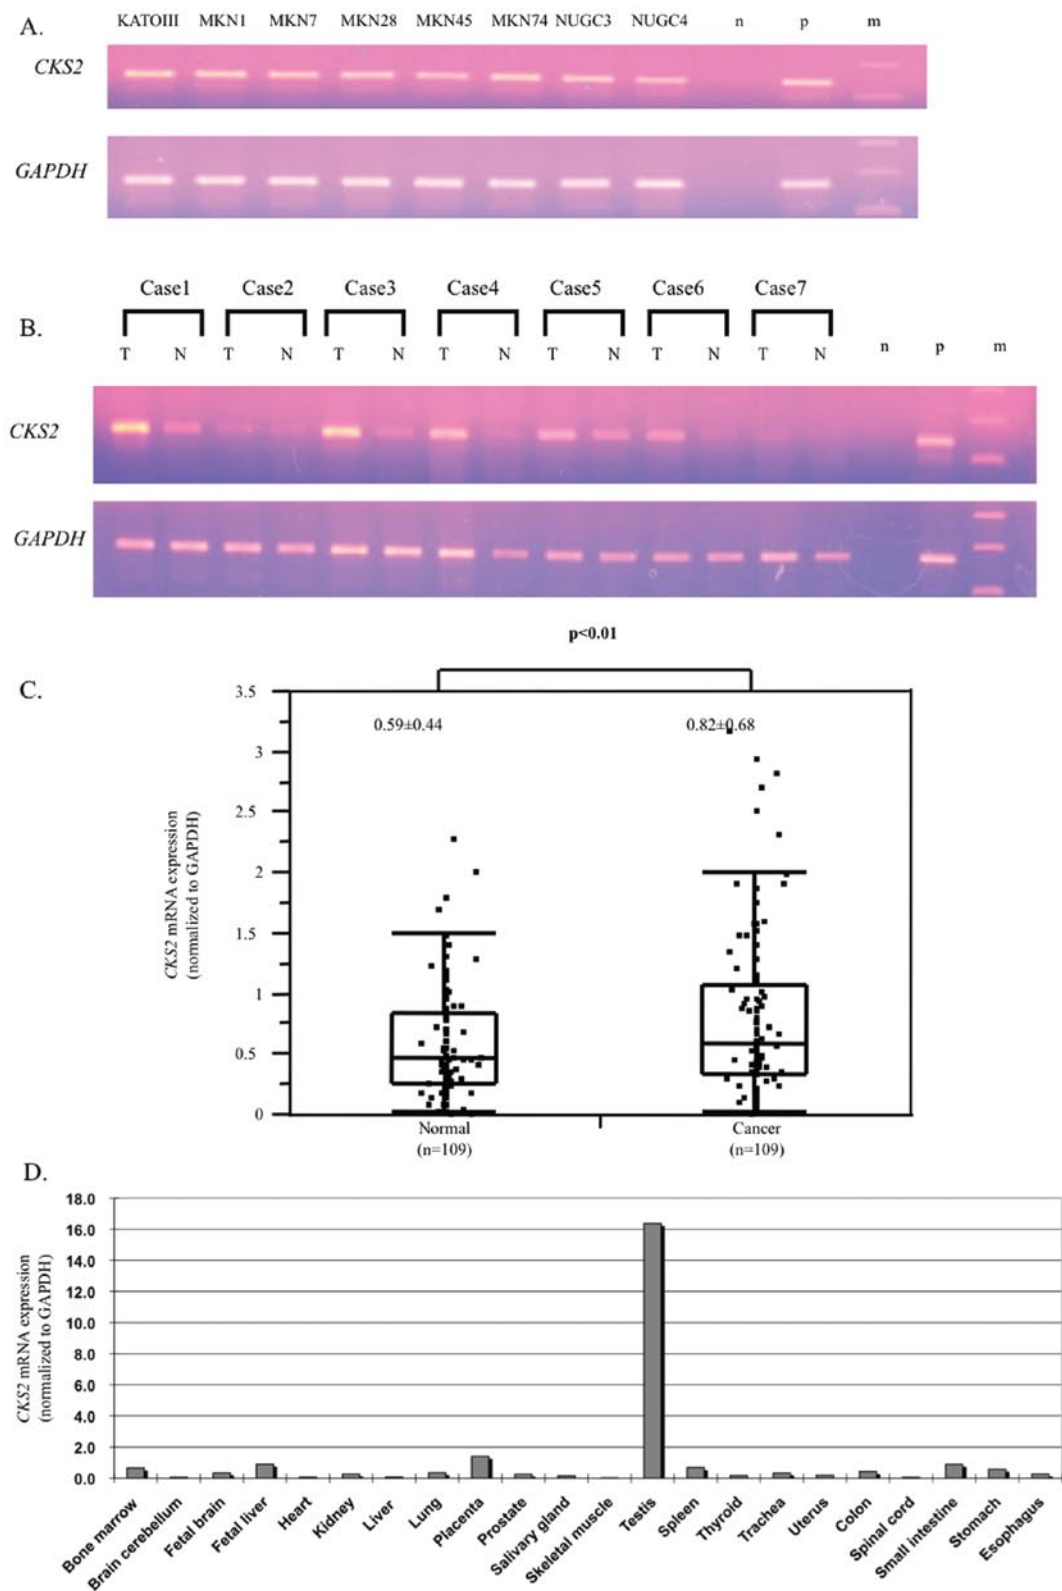 A.
KATOIII MKN1 MKN7 MKN28 MKN45 MKN74 NUGC3 NUGC4 n p m
CKS2
GAPDH
Case1 Case2 Case3 Case4 Case5 Case6 Case7
B.
T N T N T N T N T N T N T N n p m
CKS2
GAPDH
p<0.01
C.
3.5
0.59±0.44 0.82±0.68
3
2.5
2
1.5
1
0.5
0
CKS2 mRNA expression
(normalized to GAPDH)
Normal Cancer
(n=109) (n=109)
D.
18.0
16.0
14.0
12.0
10.0
8.0
6.0
4.0
2.0
0.0
CKS2 mRNA expression
(normalized to GAPDH)
Bone marrow
Brain cerebellum
Fetal brain
Fetal liver
Heart
Kidney
Liver
Lung
Placenta
Prostate
Salivary gland
Skeletal muscle
Testis
Spleen
Thyroid
Trachea
Uterus
Colon
Spinal cord
Small intestine
Stomach
Esophagus